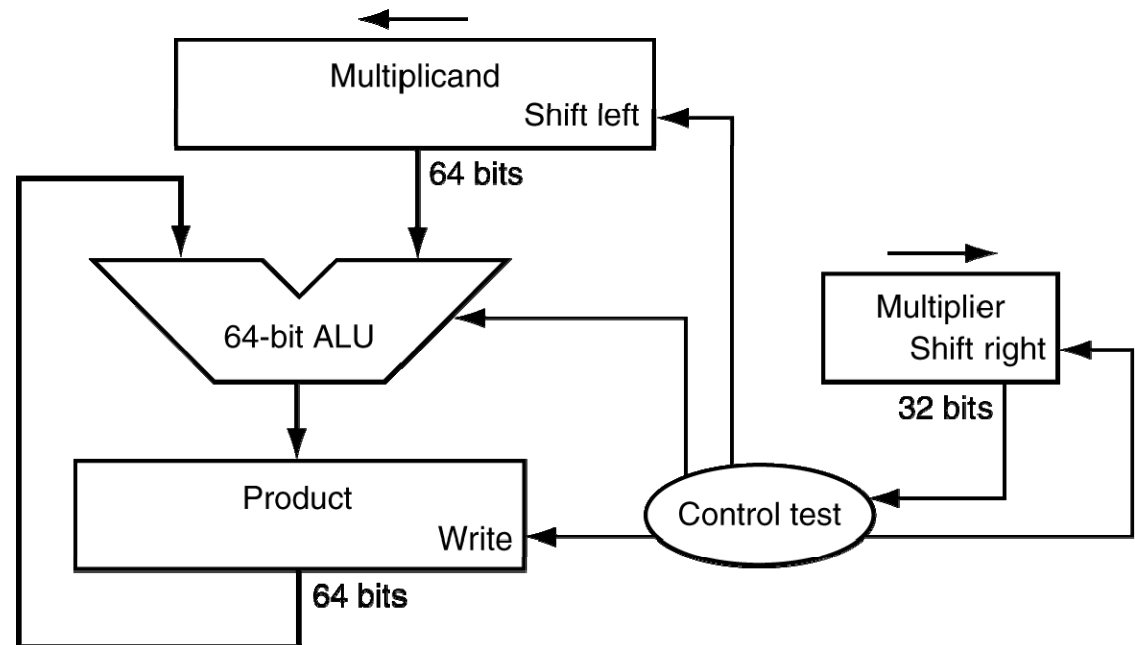 Multiplicand
Shift left
64 bits
64-bit ALU
Multiplier
Shift right
32 bits
Product
Write
Control test
64 bits